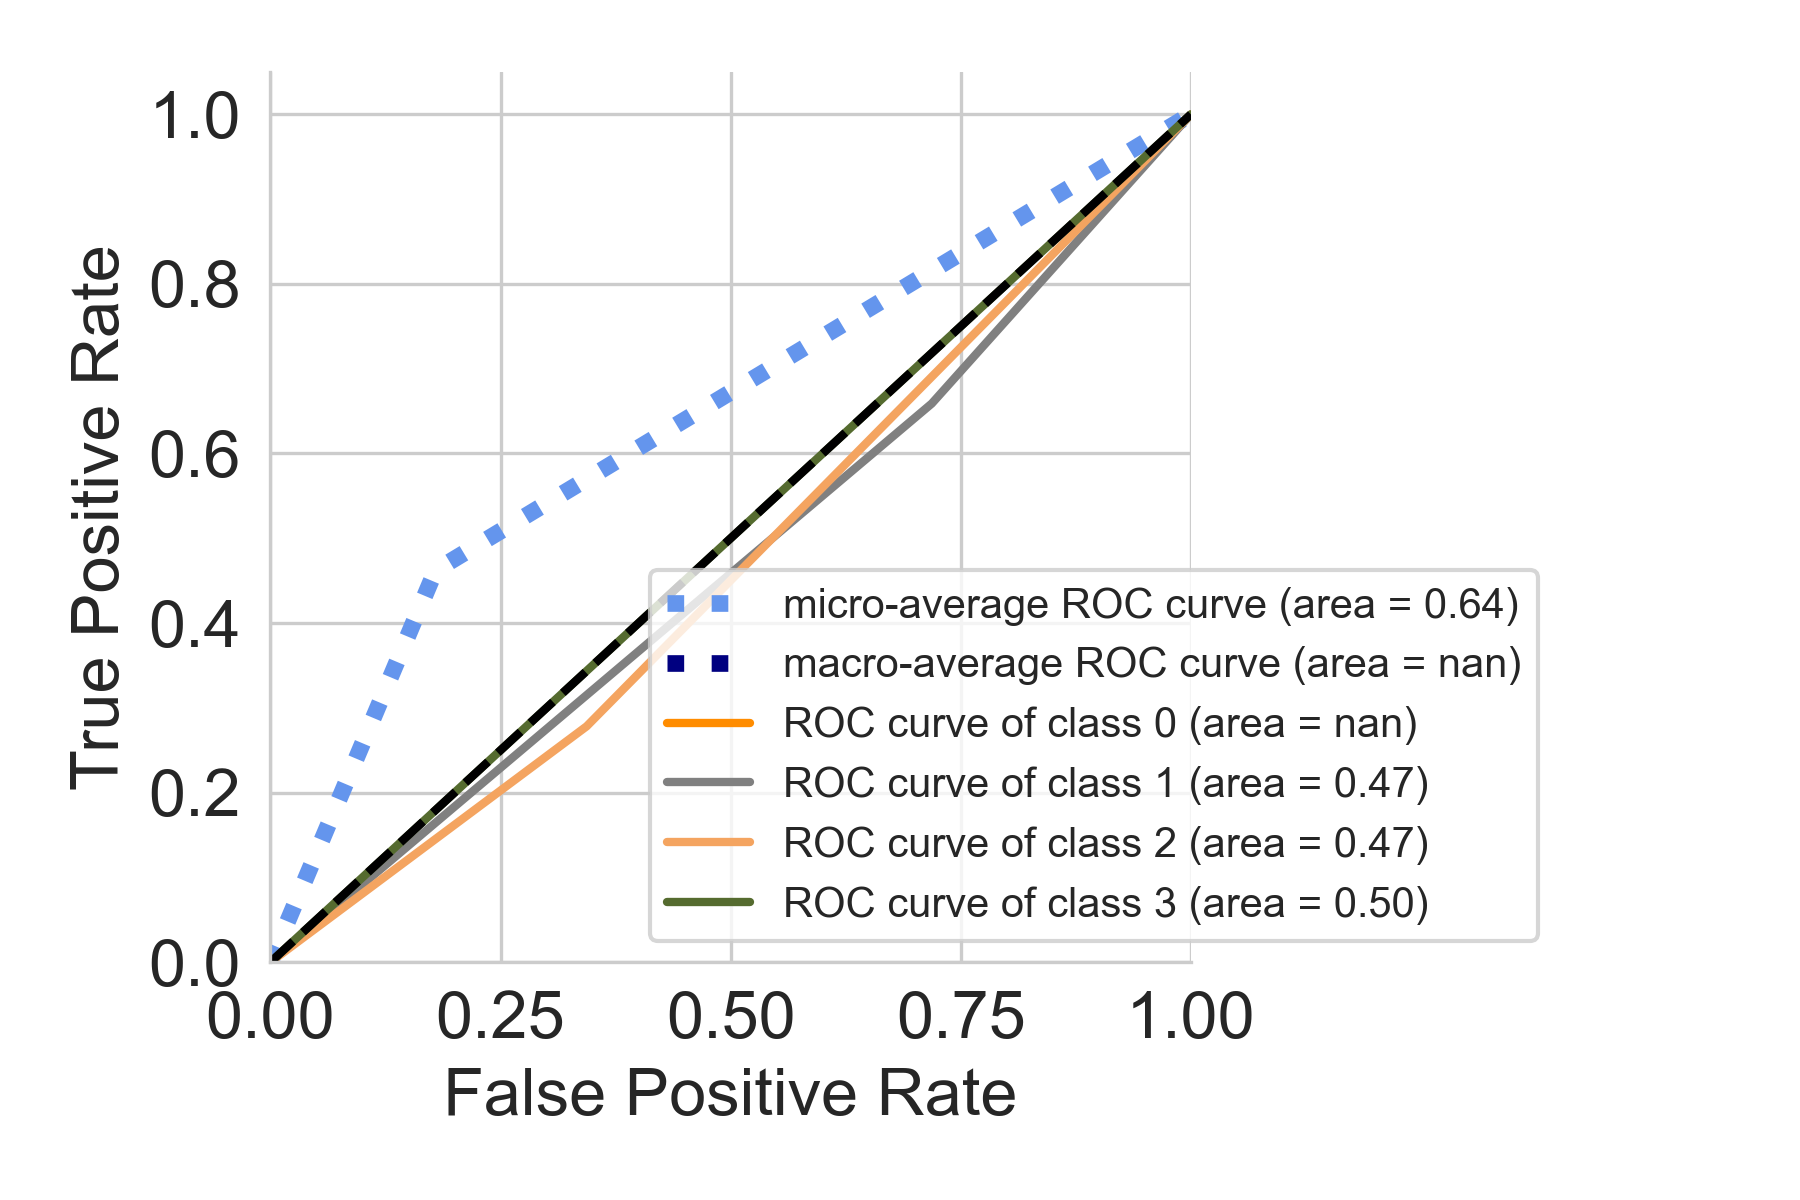 True Positive Rate
1.0
0.8
0.6
0.4
0.2
0.0
0.00 0.25 0.50 0.75 1.00
False Positive Rate
micro-average ROC curve (area = 0.64)
macro-average ROC curve (area = nan)
ROC curve of class 0 (area = nan)
ROC curve of class 1 (area = 0.47)
ROC curve of class 2 (area = 0.47)
ROC curve of class 3 (area = 0.50)